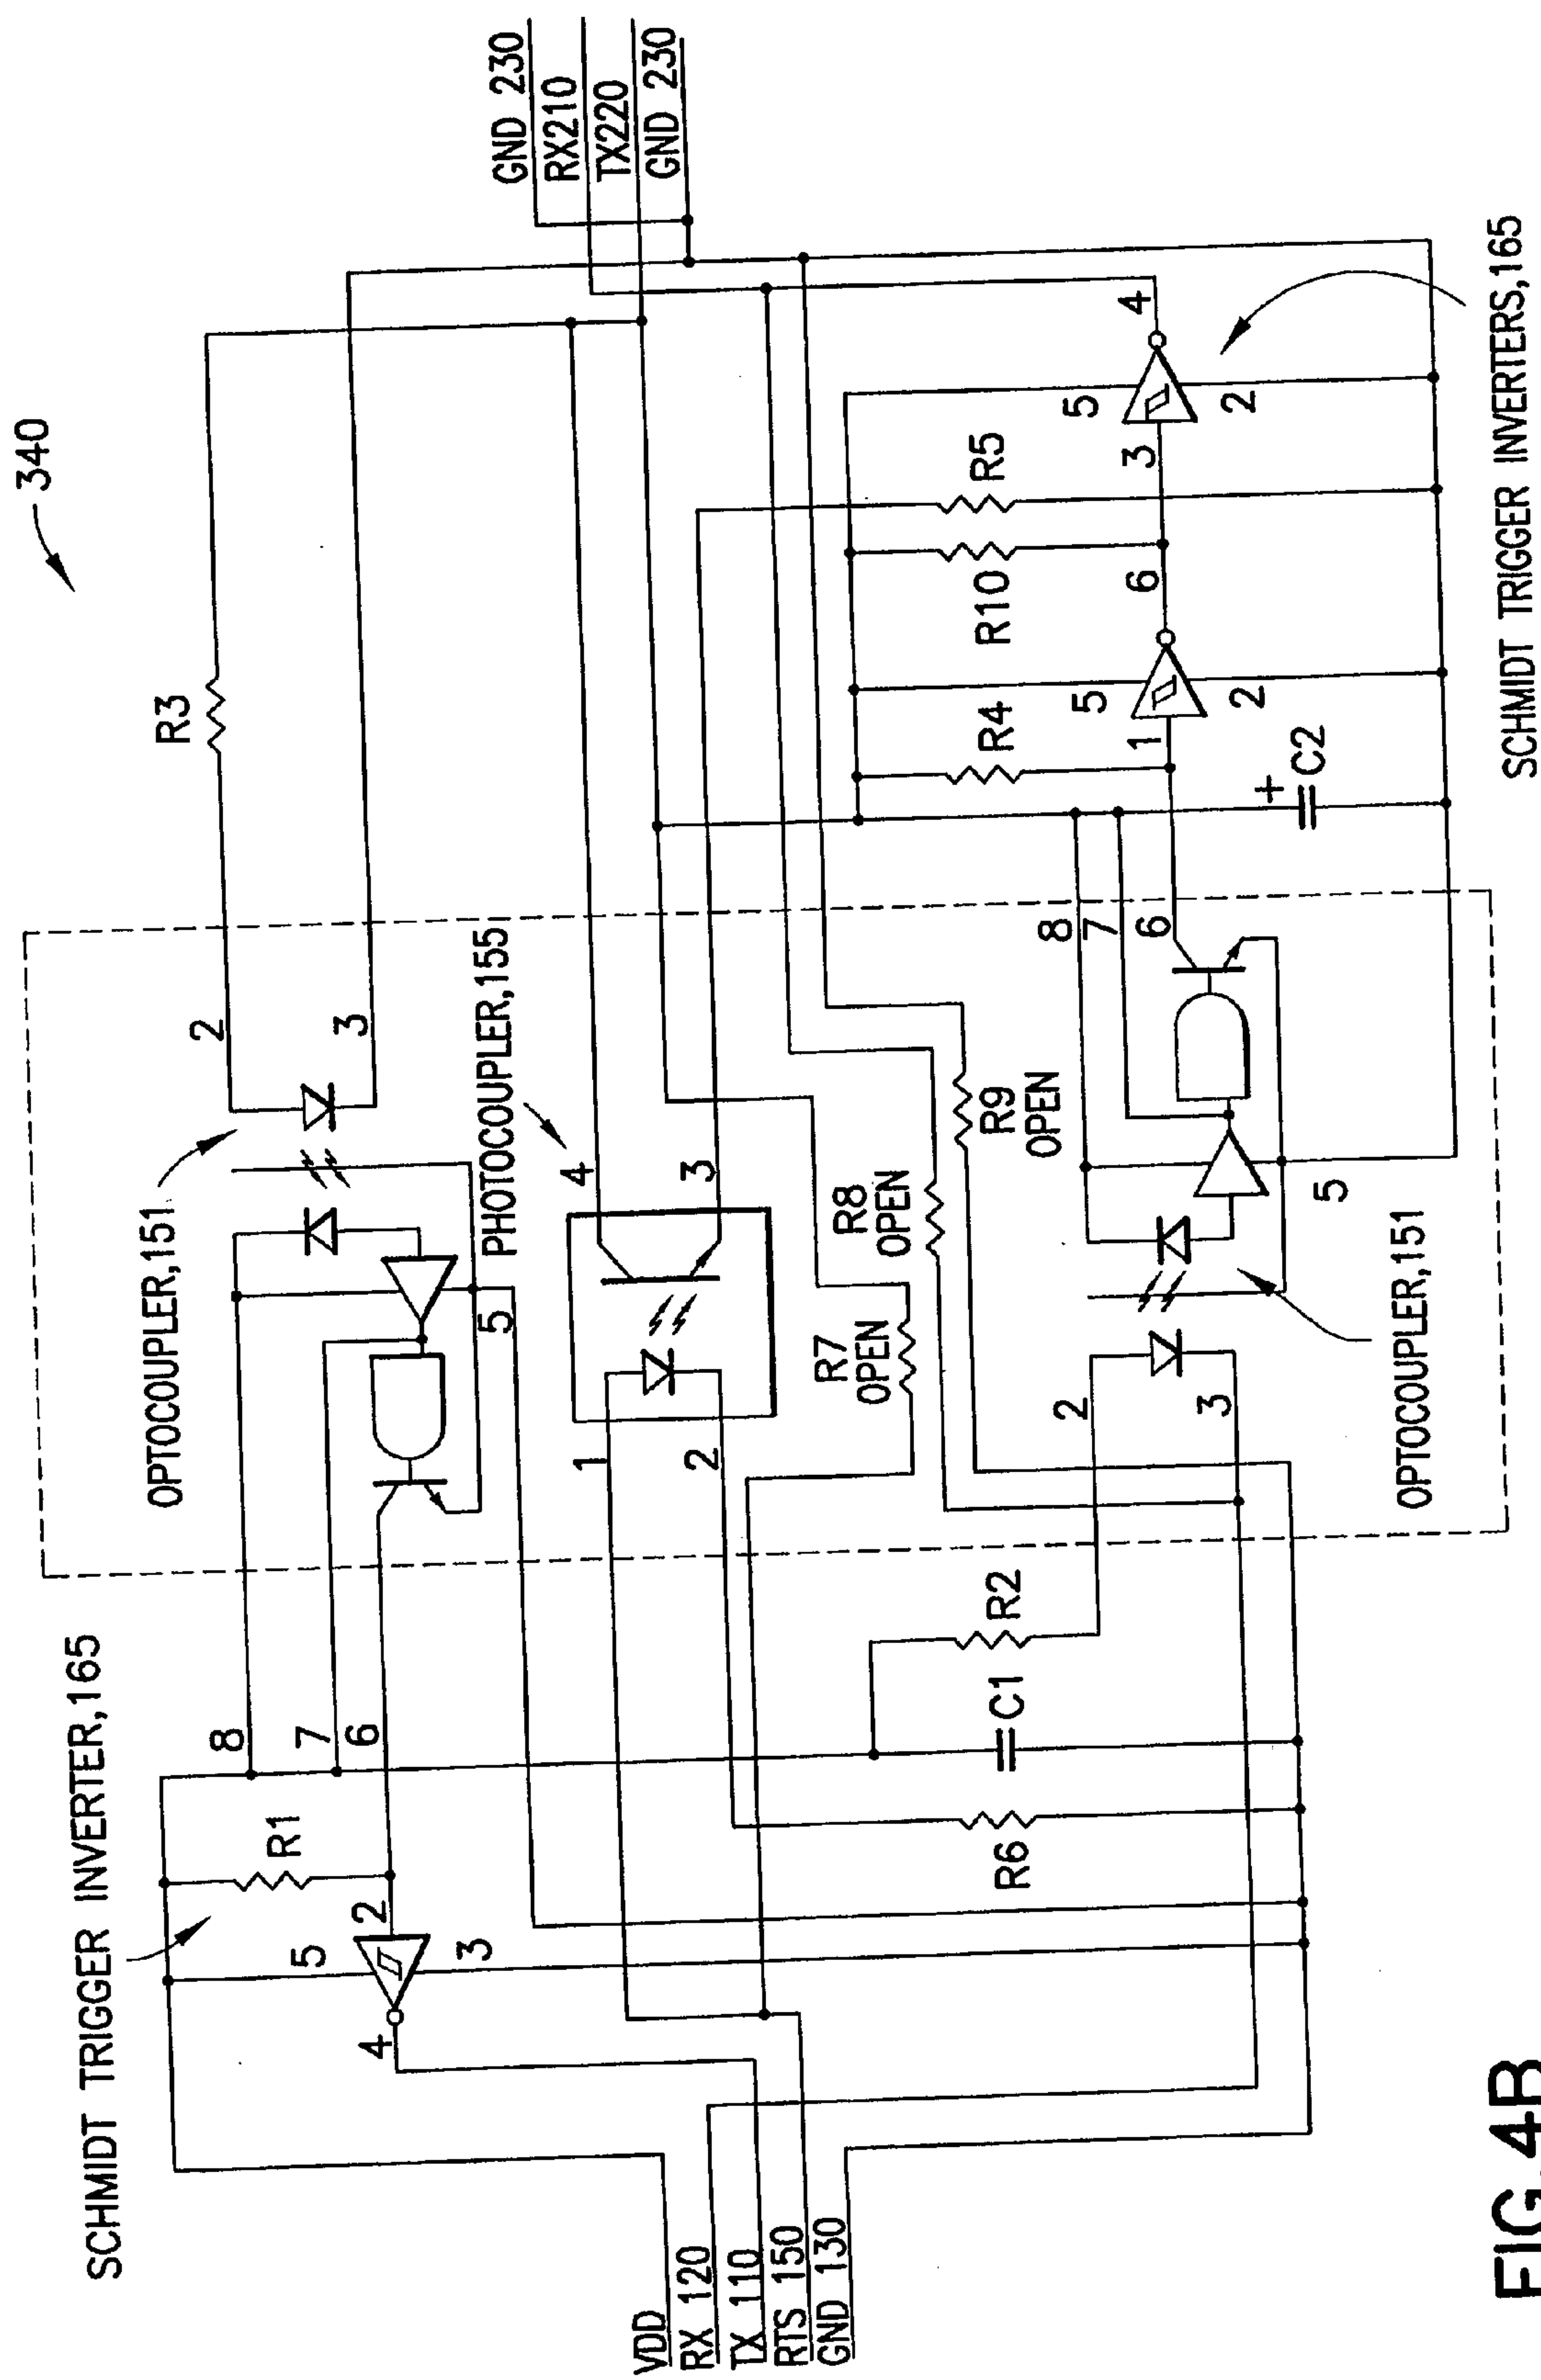 340
SCHMIDT TRIGGER INVERTER,165
OPTOCOUPLER,151
R3
R1
8
7
6
2
3
5
2
4
3
5
PHOTOCOUPLER,155
1
2
4
3
GND 230
RX210
TX220
GND 230
VDD
RX 120
TX 110
RTS 150
GND 130
R7
OPEN
R8
OPEN
R9
OPEN
R6
C1
R2
2
3
8
7
6
5
OPTOCOUPLER,151
R4
R10
R5
1
5
2
6
3
5
2
4
+
C2
SCHMIDT TRIGGER INVERTERS,165
FIG.4B